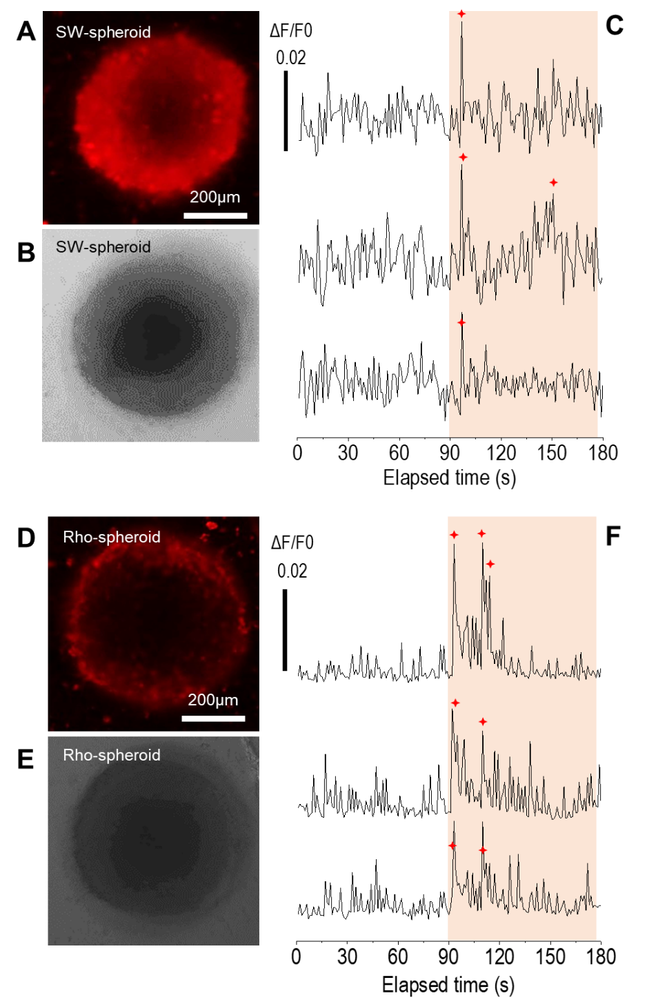 A
SW-spheroid
200μm
B
SW-spheroid
ΔF/F0
0.02
C
0 30 60 90 120 150 180
Elapsed time (s)
D
Rho-spheroid
200μm
E
Rho-spheroid
ΔF/F0
0.02
F
0 30 60 90 120 150 180
Elapsed time (s)